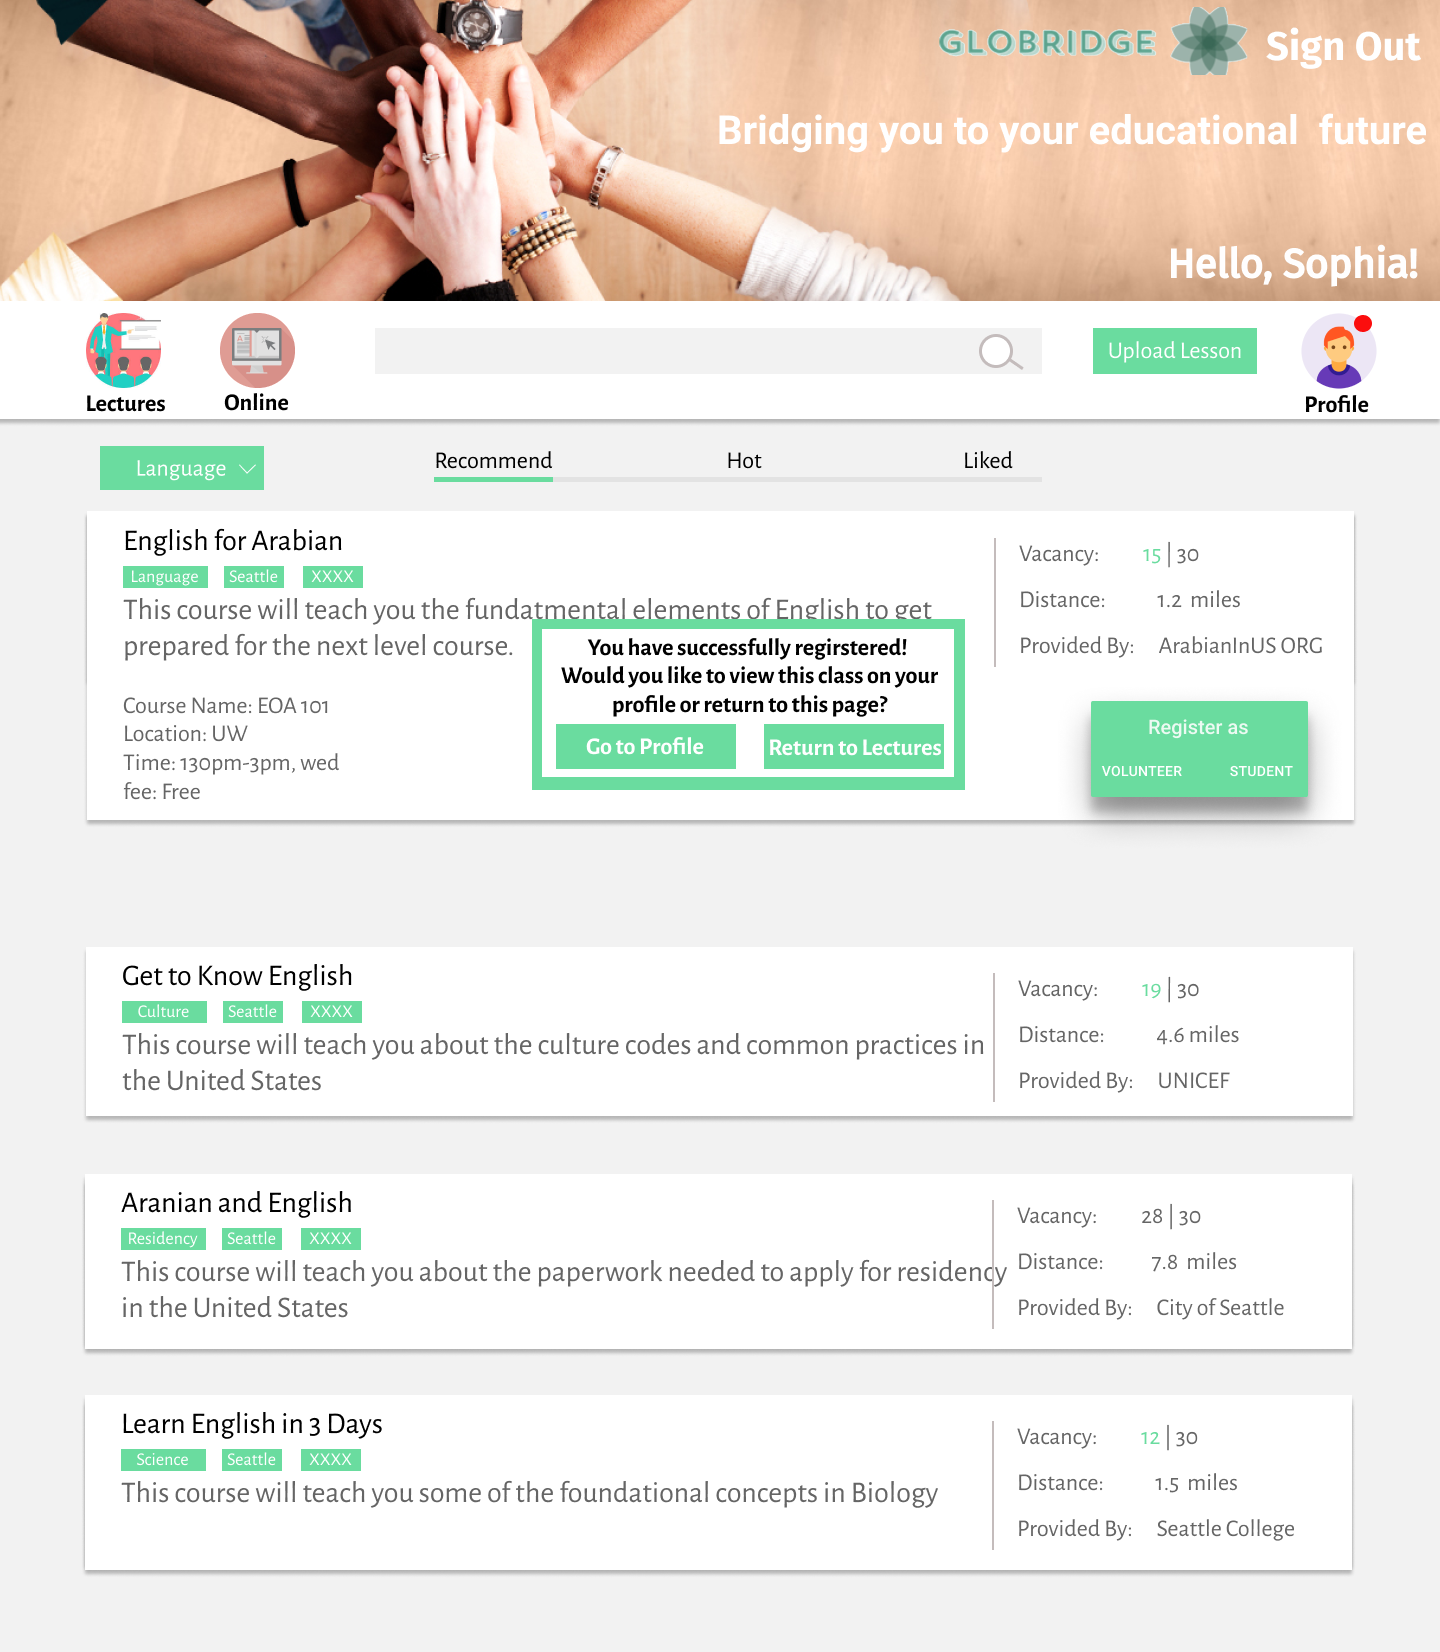 GLOBRIDGE
Sign Out
Bridging you to your educational future
Hello, Sophia!
Lectures
Online
Upload Lesson
Profile
Language
Recommend
Hot
Liked
English for Arabian
Language
Seattle
XXXX
This course will teach you the fundatmental elements of English to get
prepared for the next level course.
Course Name: EOA 101
Location: UW
Time: 130pm-3pm, wed
fee: Free
You have successfully regirstered!
Would you like to view this class on your
profile or return to this page?
Go to Profile
Return to Lectures
Vacancy: 15 | 30
Distance: 1.2 miles
Provided By: ArabianInUS ORG
Register as
VOLUNTEER
STUDENT
Get to Know English
Culture
Seattle
XXXX
This course will teach you about the culture codes and common practices in
the United States
Vacancy: 19 | 30
Distance: 4.6 miles
Provided By: UNICEF
Aranian and English
Residency
Seattle
XXXX
This course will teach you about the paperwork needed to apply for residency
in the United States
Vacancy: 28 | 30
Distance: 7.8 miles
Provided By: City of Seattle
Learn English in 3 Days
Science
Seattle
XXXX
This course will teach you some of the foundational concepts in Biology
Vacancy: 12 | 30
Distance: 1.5 miles
Provided By: Seattle College